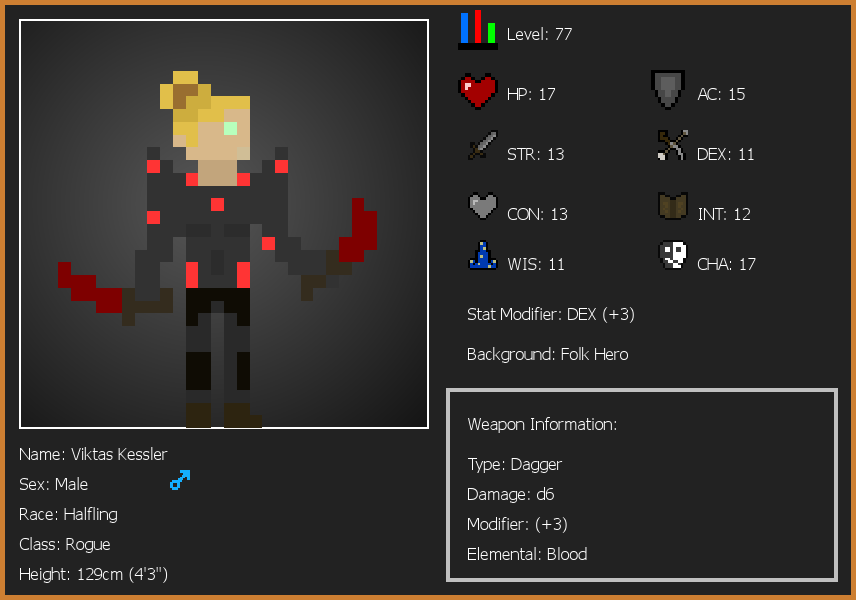 Level: 77
HP: 17
AC: 15
STR: 13
DEX: 11
CON: 13
INT: 12
WIS: 11
CHA: 17
Stat Modifier: DEX (+3)
Background: Folk Hero
Weapon Information:
Type: Dagger
Damage: d6
Modifier: (+3)
Elemental: Blood
Name: Viktas Kessler
Sex: Male
Race: Halfling
Class: Rogue
Height: 129cm (4'3")